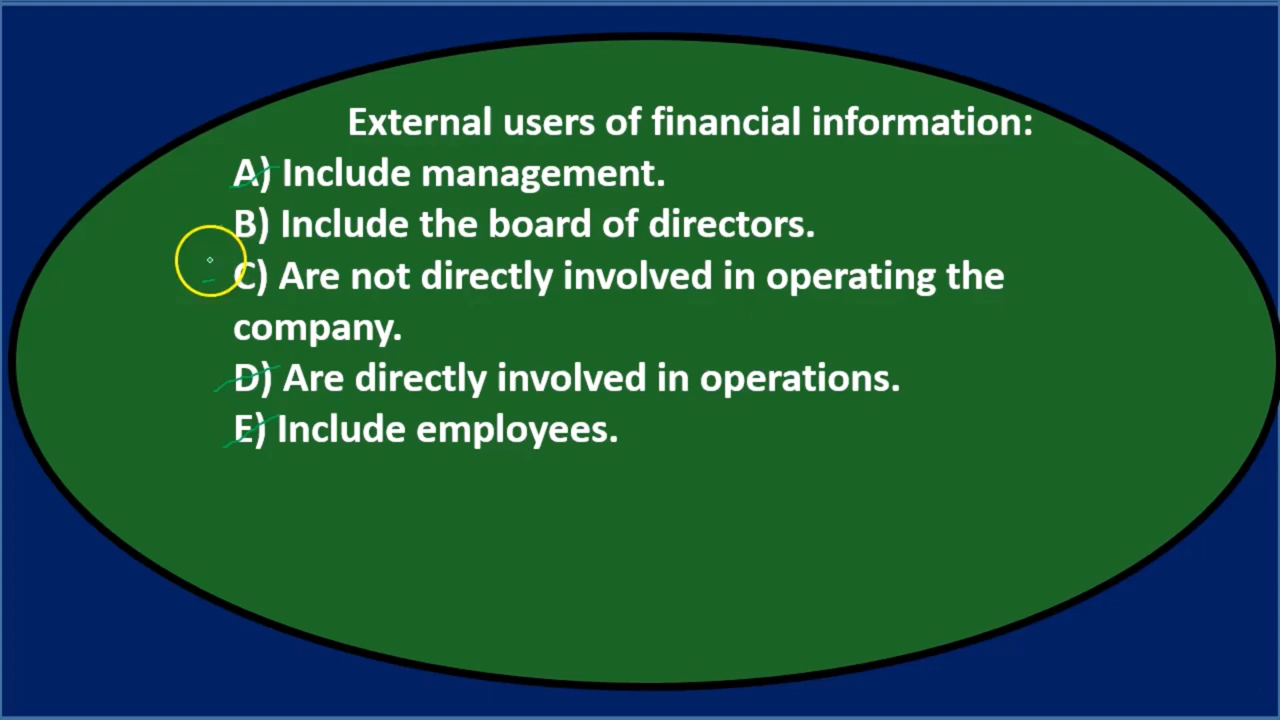 External users of financial information:
A) Include management.
B) Include the board of directors.
C) Are not directly involved in operating the
company.
D) Are directly involved in operations.
E) Include employees.